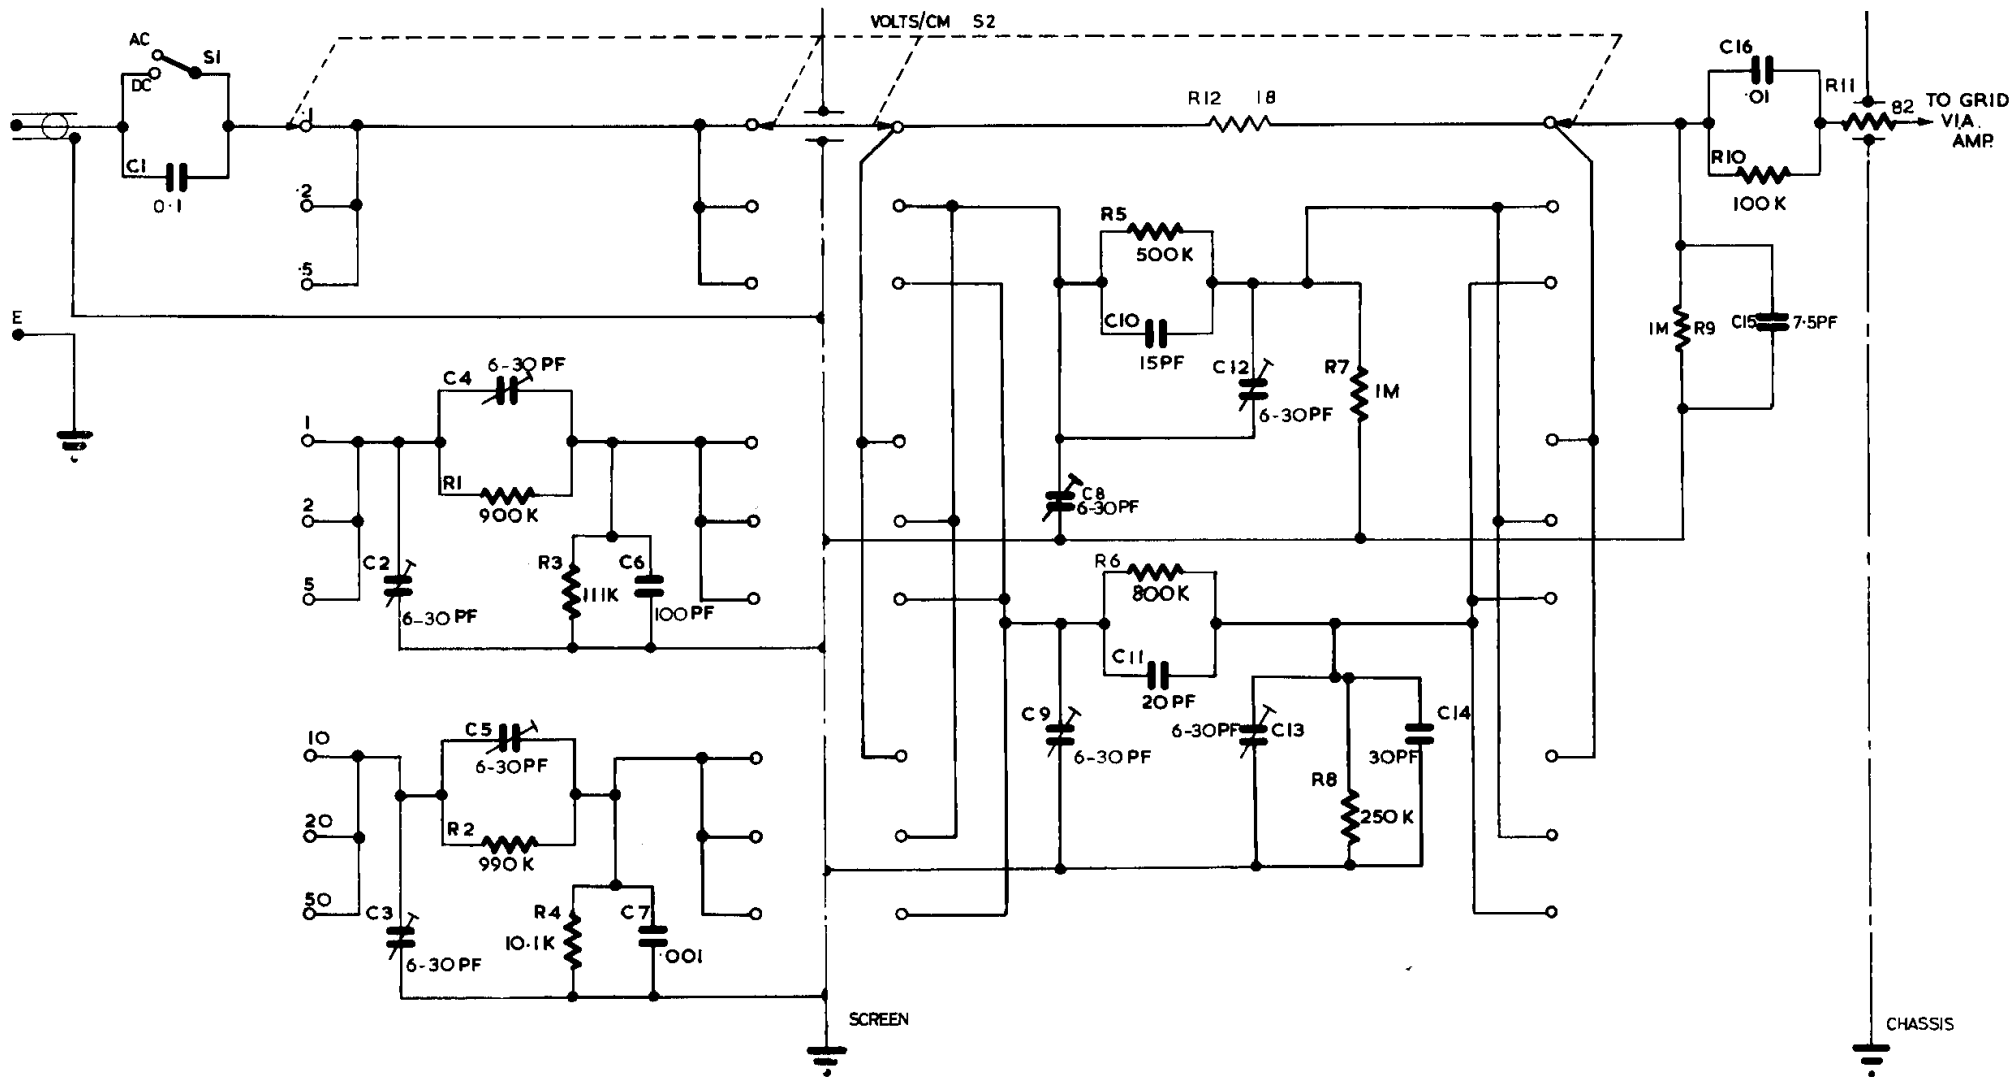 VOLTS/CM S2
AC
S1
DC
C1
0·1
E
·1
·2
·5
1
2
5
10
20
50
C4
6-30PF
R1
900K
C2
6-30PF
R3
111K
C6
100PF
C5
6-30PF
R2
990K
C3
6-30PF
R4
10·1K
C7
·001
SCREEN
R12 18
R5
500K
C10
15PF
C12
6-30PF
R7
1M
C8
6-30PF
R6
800K
C11
20PF
C9
6-30PF
6-30PF C13
C14
30PF
R8
250K
C16
·01
R10
100K
R11
82
TO GRID
VIA.
AMP.
1M R9
C15 7·5PF
CHASSIS